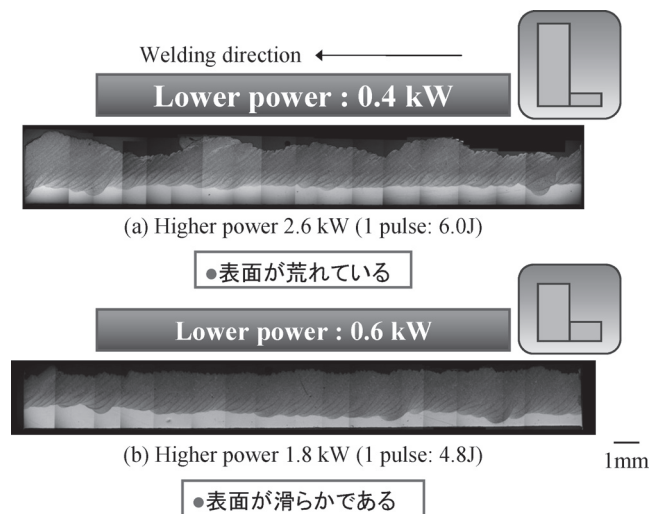 Welding direction
Lower power : 0.4 kW
(a) Higher power 2.6 kW (1 pulse: 6.0J)
●表面が荒れている
Lower power : 0.6 kW
(b) Higher power 1.8 kW (1 pulse: 4.8J)
1mm
●表面が滑らかである